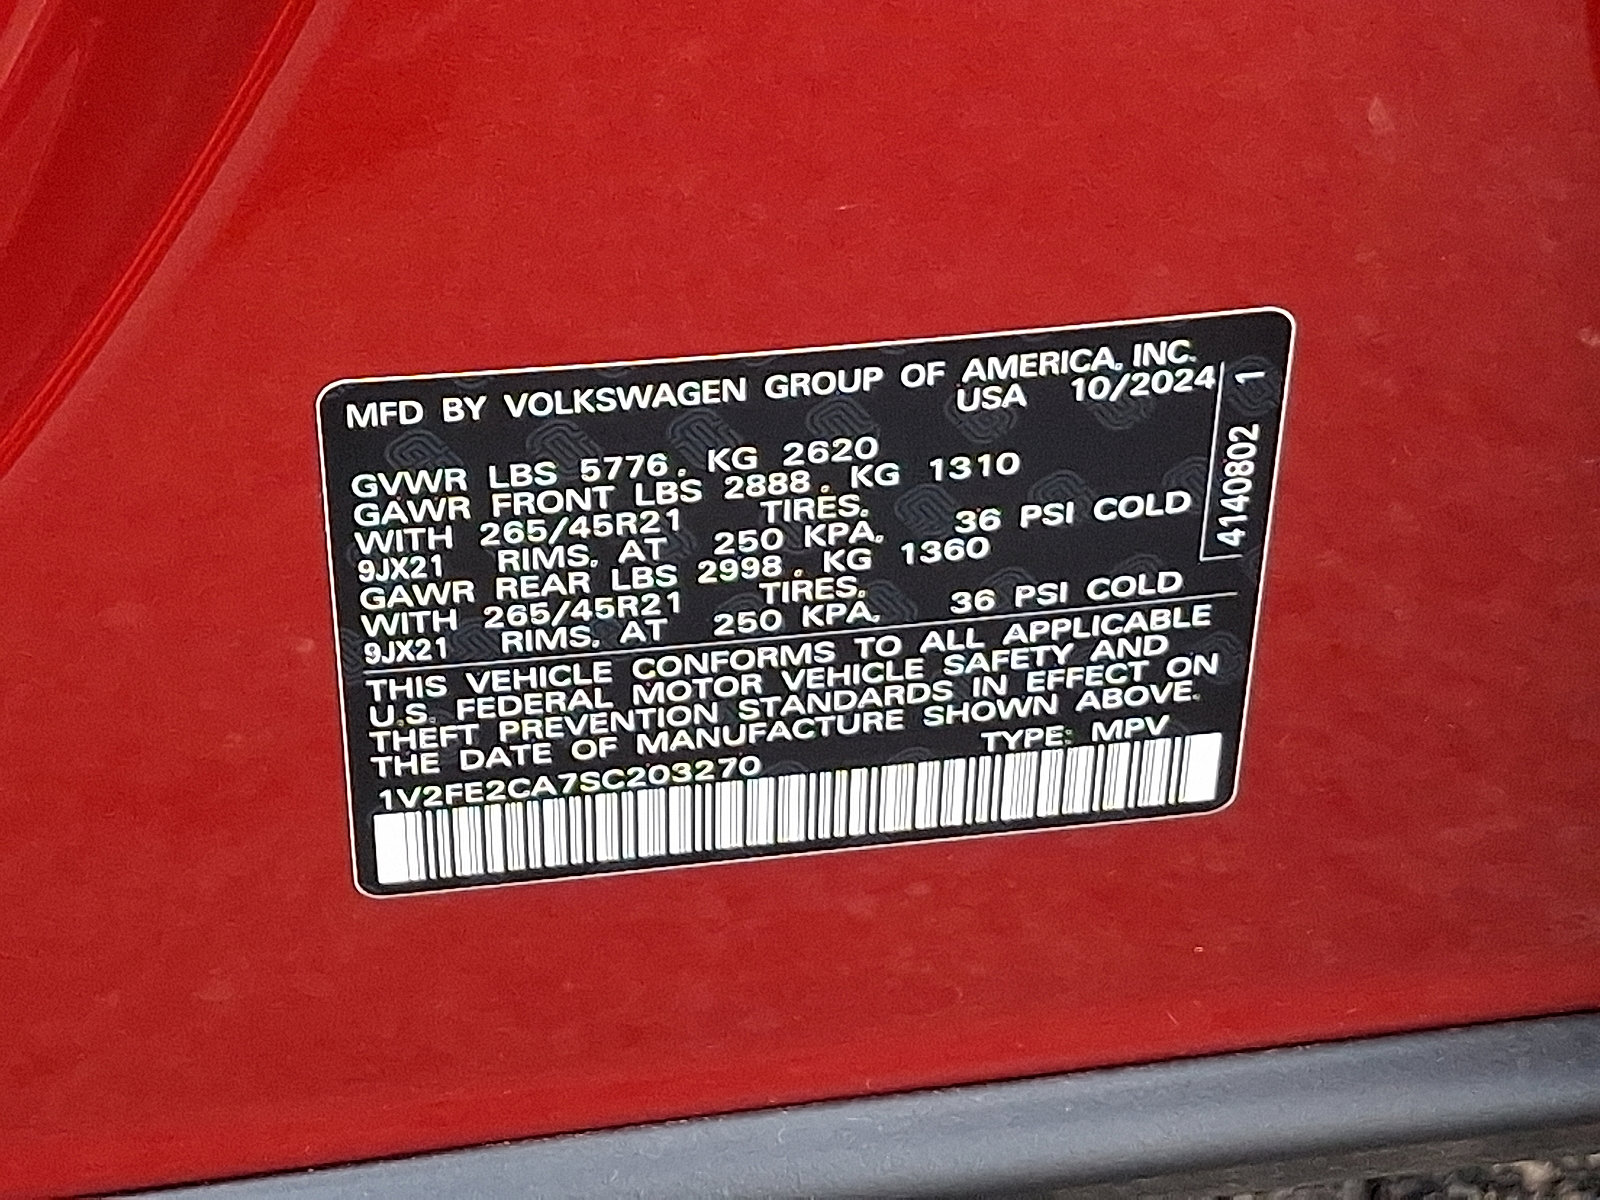 MFD BY VOLKSWAGEN GROUP OF AMERICA, INC.
USA 10/2024
GVWR LBS 5776. KG 2620
GAWR FRONT LBS 2888. KG 1310
WITH 265/45R21 TIRES,
9JX21 RIMS, AT 250 KPA, 36 PSI COLD
GAWR REAR LBS 2998. KG 1360
WITH 265/45R21 TIRES,
9JX21 RIMS, AT 250 KPA, 36 PSI COLD
THIS VEHICLE CONFORMS TO ALL APPLICABLE
U.S. FEDERAL MOTOR VEHICLE SAFETY AND
THEFT PREVENTION STANDARDS IN EFFECT ON
THE DATE OF MANUFACTURE SHOWN ABOVE.
1V2FE2CA7SC203270 TYPE: MPV
4140802 1